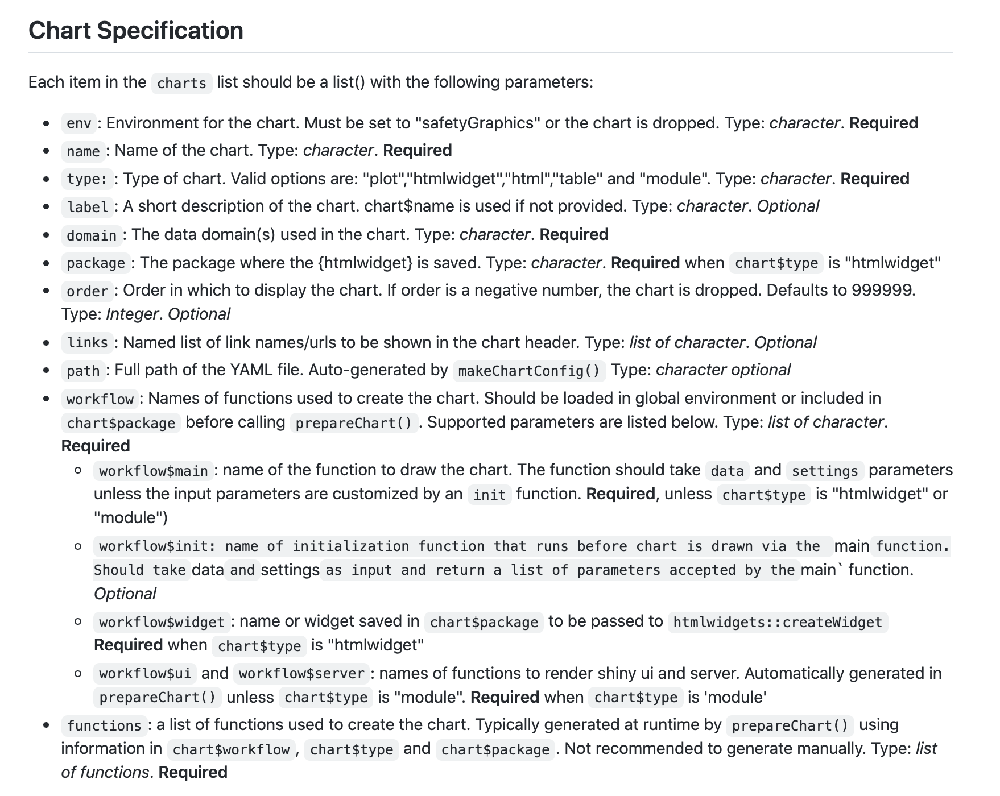 Chart Specification
Each item in the charts list should be a list() with the following parameters:
env : Environment for the chart. Must be set to "safetyGraphics" or the chart is dropped. Type: character. Required
name : Name of the chart. Type: character. Required
type: : Type of chart. Valid options are: "plot","htmlwidget","html","table" and "module". Type: character. Required
label : A short description of the chart. chart$name is used if not provided. Type: character. Optional
domain : The data domain(s) used in the chart. Type: character. Required
package : The package where the {htmlwidget} is saved. Type: character. Required when chart$type is "htmlwidget"
order : Order in which to display the chart. If order is a negative number, the chart is dropped. Defaults to 999999.
Type: Integer. Optional
links : Named list of link names/urls to be shown in the chart header. Type: list of character. Optional
path : Full path of the YAML file. Auto-generated by makeChartConfig() Type: character optional
workflow : Names of functions used to create the chart. Should be loaded in global environment or included in
chart$package before calling prepareChart() . Supported parameters are listed below. Type: list of character.
Required
workflow$main : name of the function to draw the chart. The function should take data and settings parameters
unless the input parameters are customized by an init function. Required, unless chart$type is "htmlwidget" or
"module")
workflow$init: name of initialization function that runs before chart is drawn via the main function.
Should take data and settings as input and return a list of parameters accepted by the main` function.
Optional
workflow$widget : name or widget saved in chart$package to be passed to htmlwidgets::createWidget
Required when chart$type is "htmlwidget"
workflow$ui and workflow$server : names of functions to render shiny ui and server. Automatically generated in
prepareChart() unless chart$type is "module". Required when chart$type is 'module'
functions : a list of functions used to create the chart. Typically generated at runtime by prepareChart() using
information in chart$workflow , chart$type and chart$package . Not recommended to generate manually. Type: list
of functions. Required